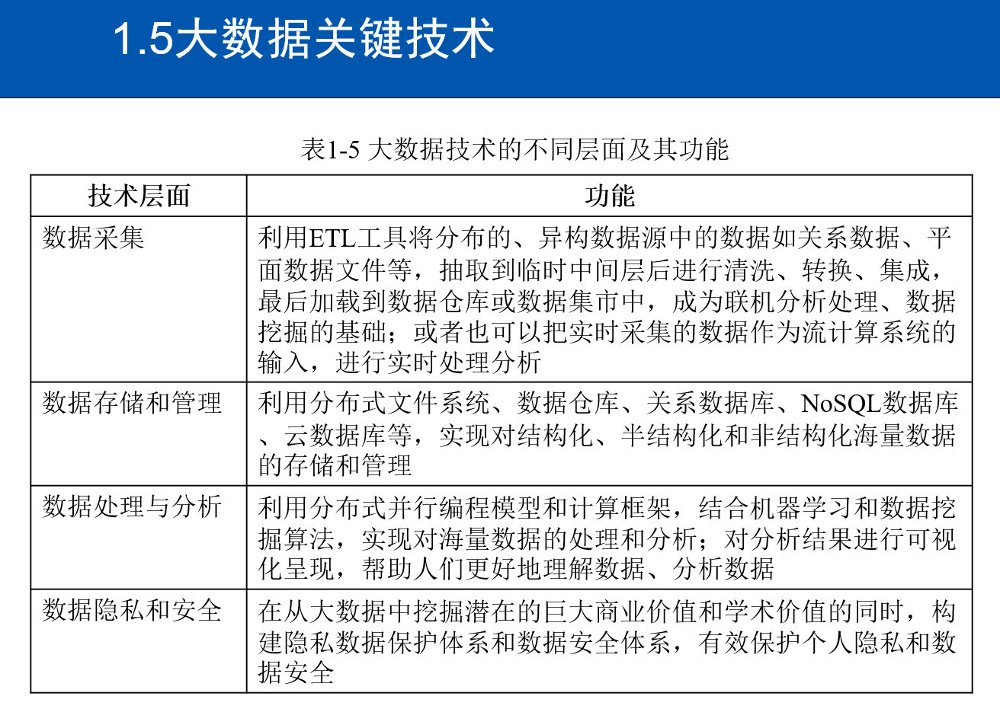 1.5大数据关键技术
表1-5 大数据技术的不同层面及其功能
技术层面
功能
数据采集
利用ETL工具将分布的、异构数据源中的数据如关系数据、平
面数据文件等，抽取到临时中间层后进行清洗、转换、集成，
最后加载到数据仓库或数据集市中，成为联机分析处理、数据
挖掘的基础；或者也可以把实时采集的数据作为流计算系统的
输入，进行实时处理分析
数据存储和管理
利用分布式文件系统、数据仓库、关系数据库、NoSQL数据库
、云数据库等，实现对结构化、半结构化和非结构化海量数据
的存储和管理
数据处理与分析
利用分布式并行编程模型和计算框架，结合机器学习和数据挖
掘算法，实现对海量数据的处理和分析；对分析结果进行可视
化呈现，帮助人们更好地理解数据、分析数据
数据隐私和安全
在从大数据中挖掘潜在的巨大商业价值和学术价值的同时，构
建隐私数据保护体系和数据安全体系，有效保护个人隐私和数
据安全